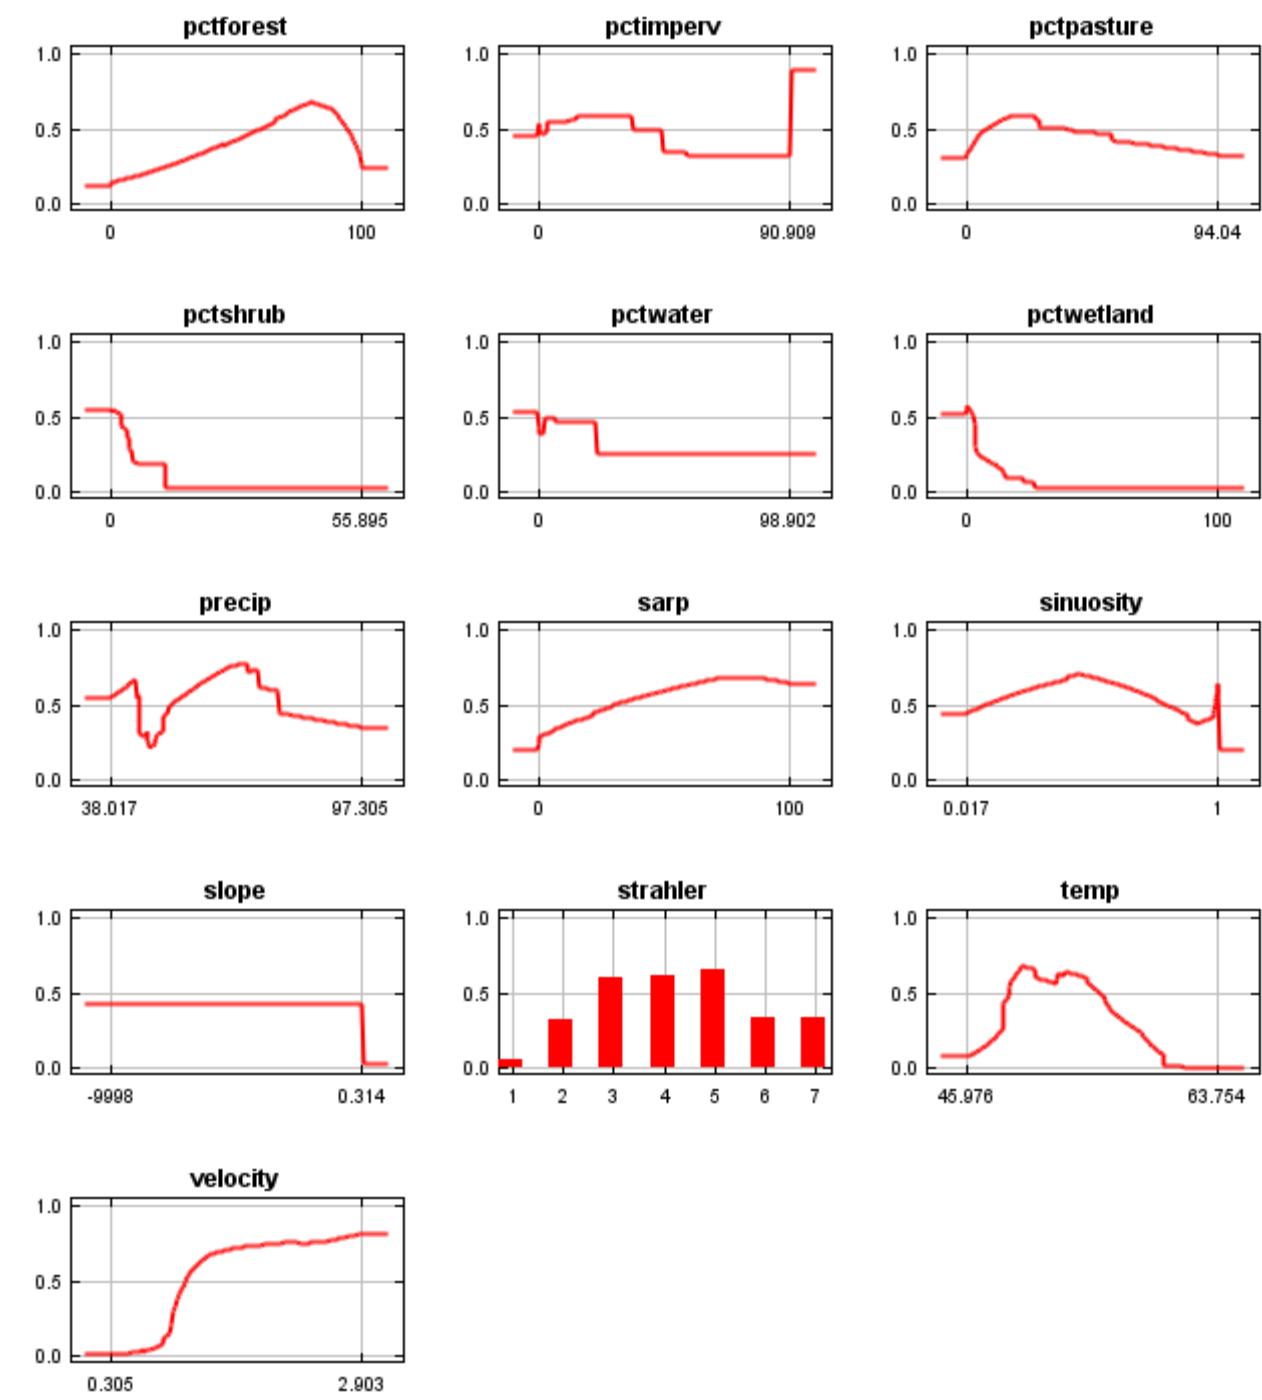 pctforest pctimperv pctpasture
1.0 1.0 1.0
0.5 0.5 0.5
0.0 0.0 0.0
0 100 0 90.909 0 94.04
pctshrub pctwater pctwetland
1.0 1.0 1.0
0.5 0.5 0.5
0.0 0.0 0.0
0 55.895 0 98.902 0 100
precip sarp sinuosity
1.0 1.0 1.0
0.5 0.5 0.5
0.0 0.0 0.0
38.017 97.305 0 100 0.017 1
slope strahler temp
1.0 1.0 1.0
0.5 0.5 0.5
0.0 0.0 0.0
-9998 0.314 1 2 3 4 5 6 7 45.976 63.754
velocity
1.0
0.5
0.0
0.305 2.903